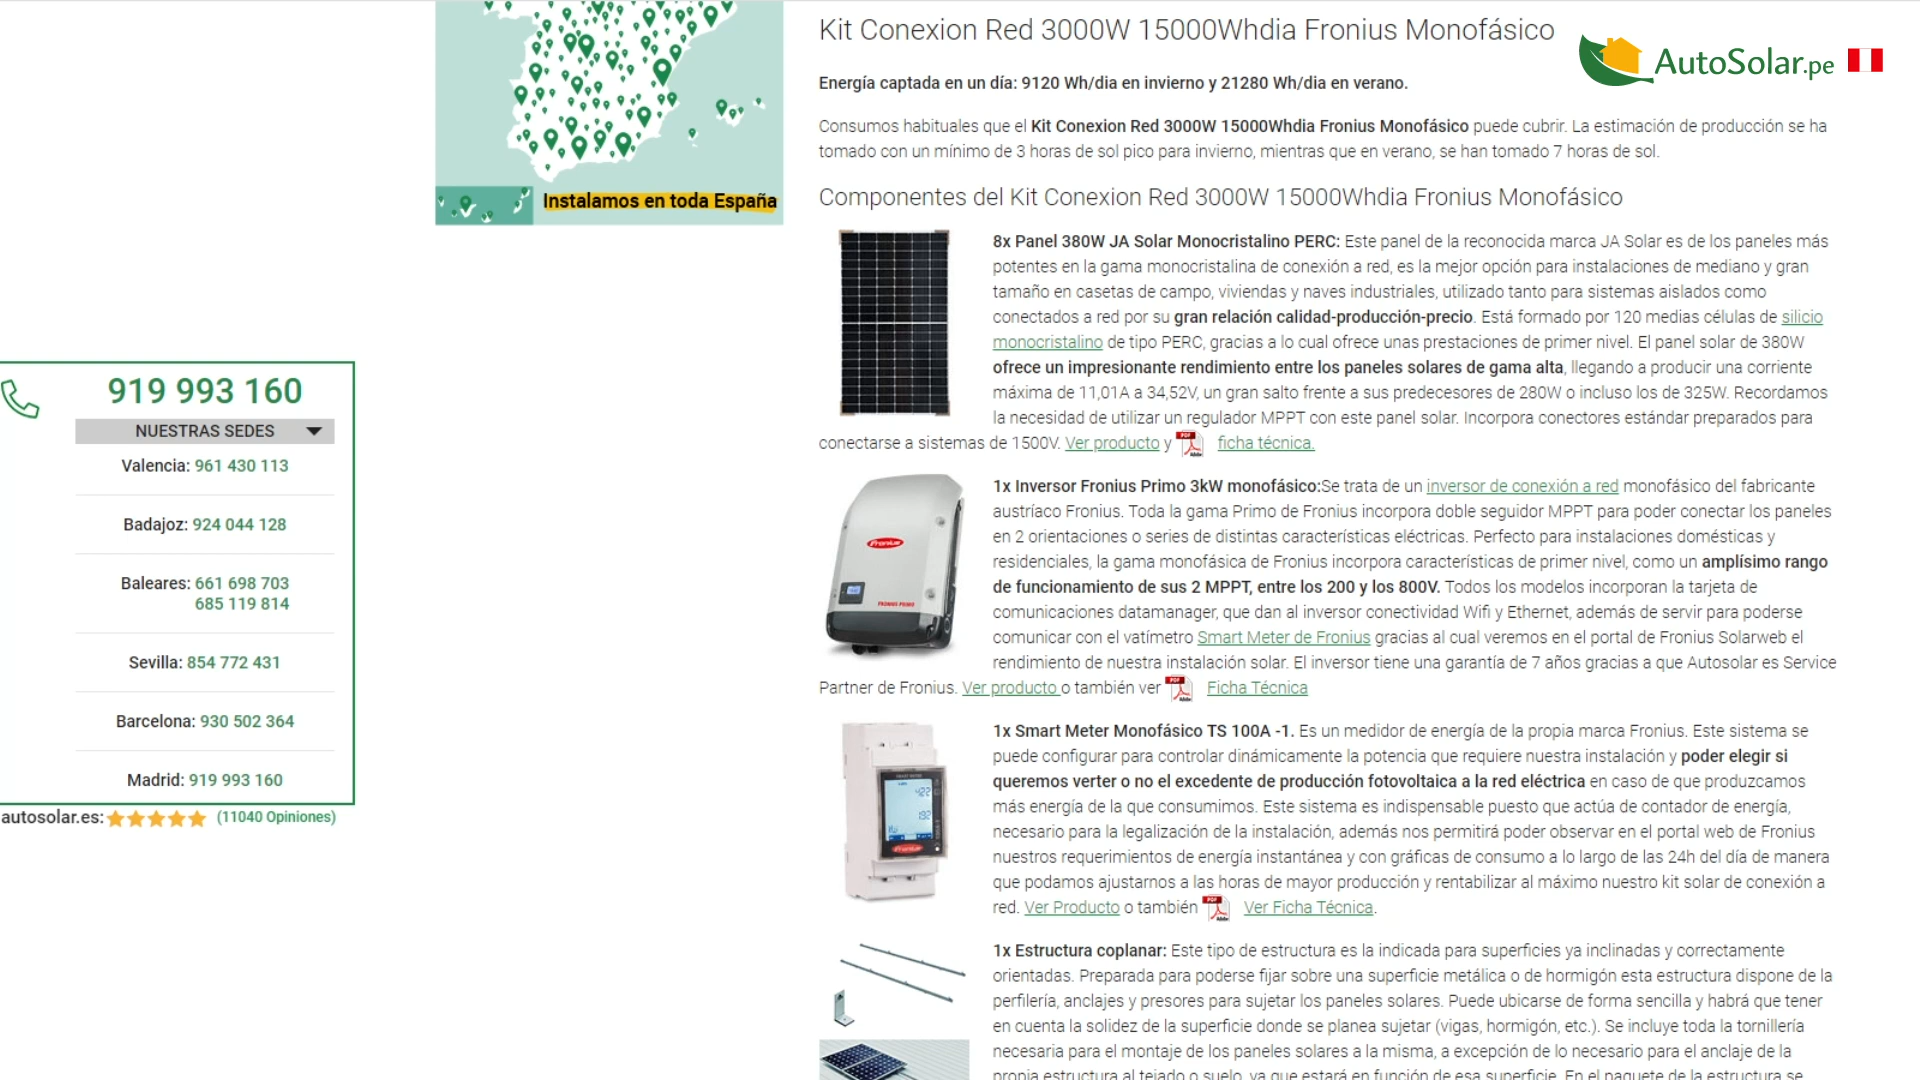 Kit Conexion Red 3000W 15000Whdia Fronius Monofásico
AutoSolar.pe
Energía captada en un día: 9120 Wh/dia en invierno y 21280 Wh/dia en verano.
Consumos habituales que el Kit Conexion Red 3000W 15000Whdia Fronius Monofásico puede cubrir. La estimación de producción se ha
tomado con un mínimo de 3 horas de sol pico para invierno, mientras que en verano, se han tomado 7 horas de sol.
Instalamos en toda España
Componentes del Kit Conexion Red 3000W 15000Whdia Fronius Monofásico
8x Panel 380W JA Solar Monocristalino PERC: Este panel de la reconocida marca JA Solar es de los paneles más
potentes en la gama monocristalina de conexión a red, es la mejor opción para instalaciones de mediano y gran
tamaño en casetas de campo, viviendas y naves industriales, utilizado tanto para sistemas aislados como
conectados a red por su gran relación calidad-producción-precio. Está formado por 120 medias células de silicio
monocristalino de tipo PERC, gracias a lo cual ofrece unas prestaciones de primer nivel. El panel solar de 380W
ofrece un impresionante rendimiento entre los paneles solares de gama alta, llegando a producir una corriente
máxima de 11,01A a 34,52V, un gran salto frente a sus predecesores de 280W o incluso los de 325W. Recordamos
la necesidad de utilizar un regulador MPPT con este panel solar. Incorpora conectores estándar preparados para
conectarse a sistemas de 1500V. Ver producto y PDF Adobe ficha técnica.
919 993 160
NUESTRAS SEDES
Valencia: 961 430 113
Badajoz: 924 044 128
Baleares: 661 698 703
685 119 814
Sevilla: 854 772 431
Barcelona: 930 502 364
Madrid: 919 993 160
autosolar.es: (11040 Opiniones)
Fronius
FRONIUS PRIMO
1x Inversor Fronius Primo 3kW monofásico:Se trata de un inversor de conexión a red monofásico del fabricante
austríaco Fronius. Toda la gama Primo de Fronius incorpora doble seguidor MPPT para poder conectar los paneles
en 2 orientaciones o series de distintas características eléctricas. Perfecto para instalaciones domésticas y
residenciales, la gama monofásica de Fronius incorpora características de primer nivel, como un amplísimo rango
de funcionamiento de sus 2 MPPT, entre los 200 y los 800V. Todos los modelos incorporan la tarjeta de
comunicaciones datamanager, que dan al inversor conectividad Wifi y Ethernet, además de servir para poderse
comunicar con el vatímetro Smart Meter de Fronius gracias al cual veremos en el portal de Fronius Solarweb el
rendimiento de nuestra instalación solar. El inversor tiene una garantía de 7 años gracias a que Autosolar es Service
Partner de Fronius. Ver producto o también ver PDF Adobe Ficha Técnica
Fronius
1x Smart Meter Monofásico TS 100A -1. Es un medidor de energía de la propia marca Fronius. Este sistema se
puede configurar para controlar dinámicamente la potencia que requiere nuestra instalación y poder elegir si
queremos verter o no el excedente de producción fotovoltaica a la red eléctrica en caso de que produzcamos
más energía de la que consumimos. Este sistema es indispensable puesto que actúa de contador de energía,
necesario para la legalización de la instalación, además nos permitirá poder observar en el portal web de Fronius
nuestros requerimientos de energía instantánea y con gráficas de consumo a lo largo de las 24h del día de manera
que podamos ajustarnos a las horas de mayor producción y rentabilizar al máximo nuestro kit solar de conexión a
red. Ver Producto o también PDF Adobe Ver Ficha Técnica.
1x Estructura coplanar: Este tipo de estructura es la indicada para superficies ya inclinadas y correctamente
orientadas. Preparada para poderse fijar sobre una superficie metálica o de hormigón esta estructura dispone de la
perfilería, anclajes y presores para sujetar los paneles solares. Puede ubicarse de forma sencilla y habrá que tener
en cuenta la solidez de la superficie donde se planea sujetar (vigas, hormigón, etc.). Se incluye toda la tornillería
necesaria para el montaje de los paneles solares a la misma, a excepción de lo necesario para el anclaje de la
propia estructura al tejado o suelo, ya que estará en función de esa superficie. En el paquete de la estructura se